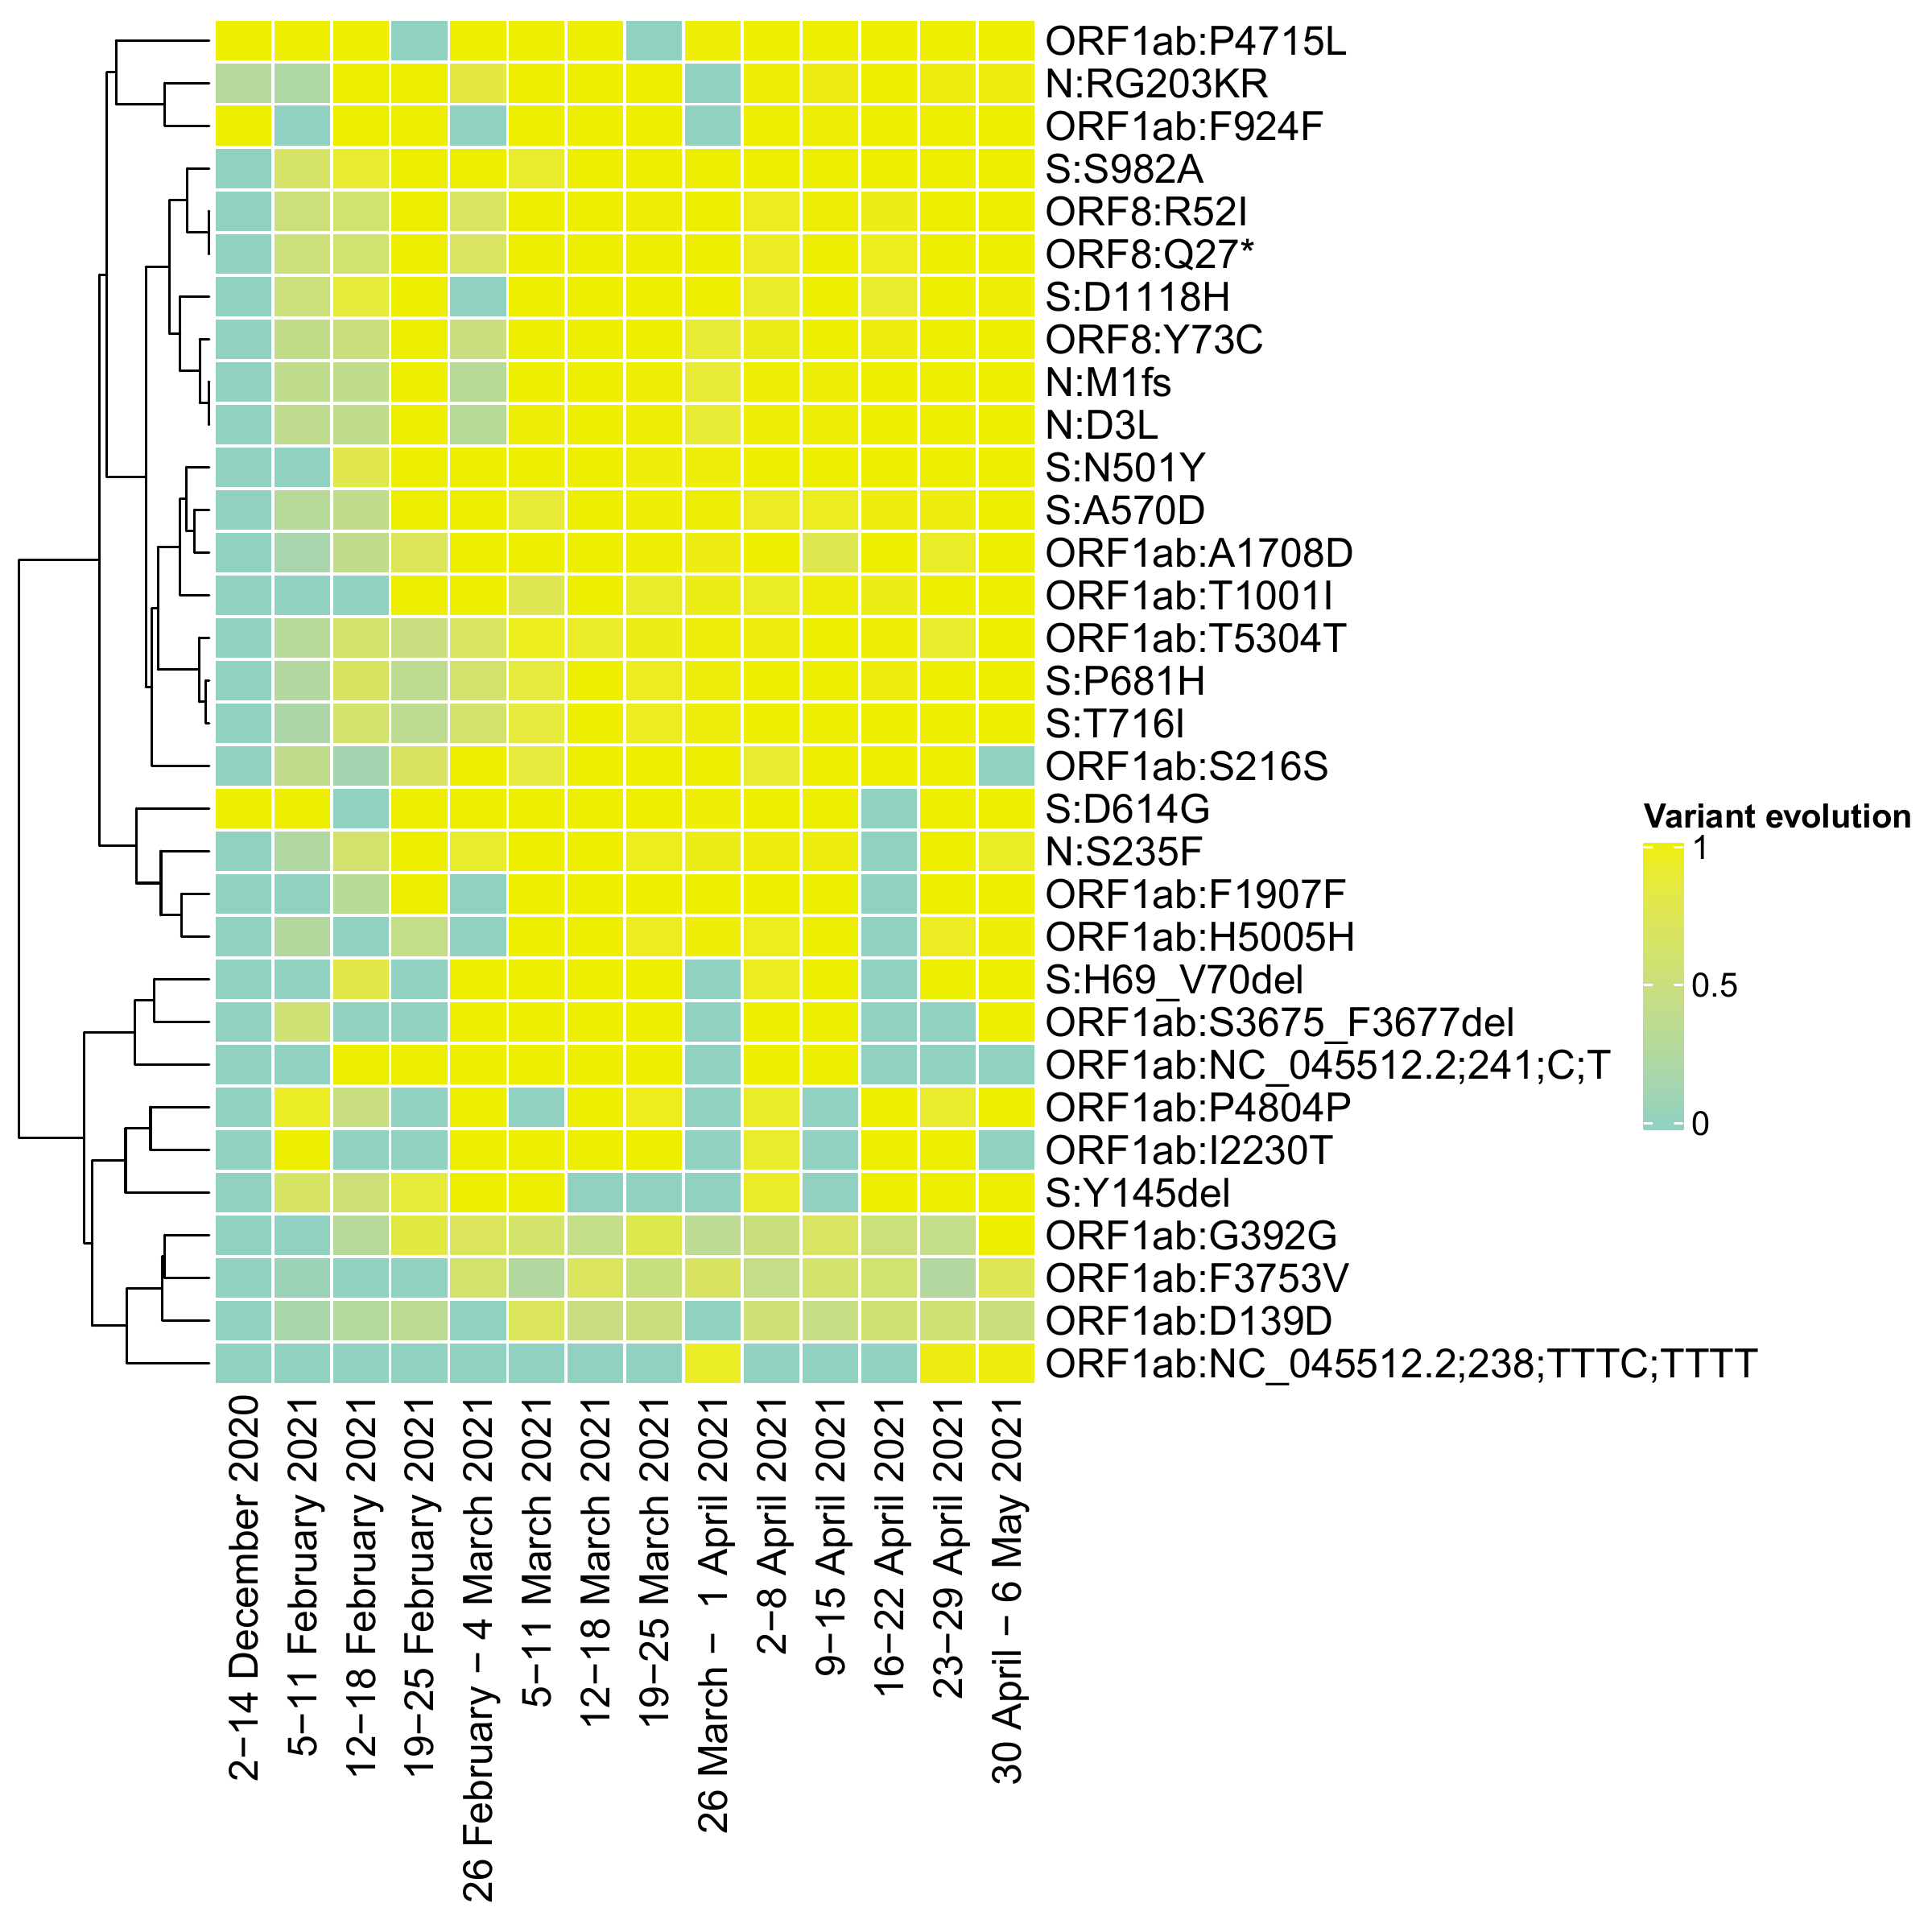 ORF1ab:P4715L
N:RG203KR
ORF1ab:F924F
S:S982A
ORF8:R52I
ORF8:Q27*
S:D1118H
ORF8:Y73C
N:M1fs
N:D3L
S:N501Y
S:A570D
ORF1ab:A1708D
ORF1ab:T1001I
ORF1ab:T5304T
S:P681H
S:T716I
ORF1ab:S216S
S:D614G
N:S235F
ORF1ab:F1907F
ORF1ab:H5005H
S:H69_V70del
ORF1ab:S3675_F3677del
ORF1ab:NC_045512.2;241;C;T
ORF1ab:P4804P
ORF1ab:I2230T
S:Y145del
ORF1ab:G392G
ORF1ab:F3753V
ORF1ab:D139D
ORF1ab:NC_045512.2;238;TTTC;TTTT
Variant evolution
1
0.5
0
2−14 December 2020
5−11 February 2021
12−18 February 2021
19−25 February 2021
26 February − 4 March 2021
5−11 March 2021
12−18 March 2021
19−25 March 2021
26 March − 1 April 2021
2−8 April 2021
9−15 April 2021
16−22 April 2021
23−29 April 2021
30 April − 6 May 2021